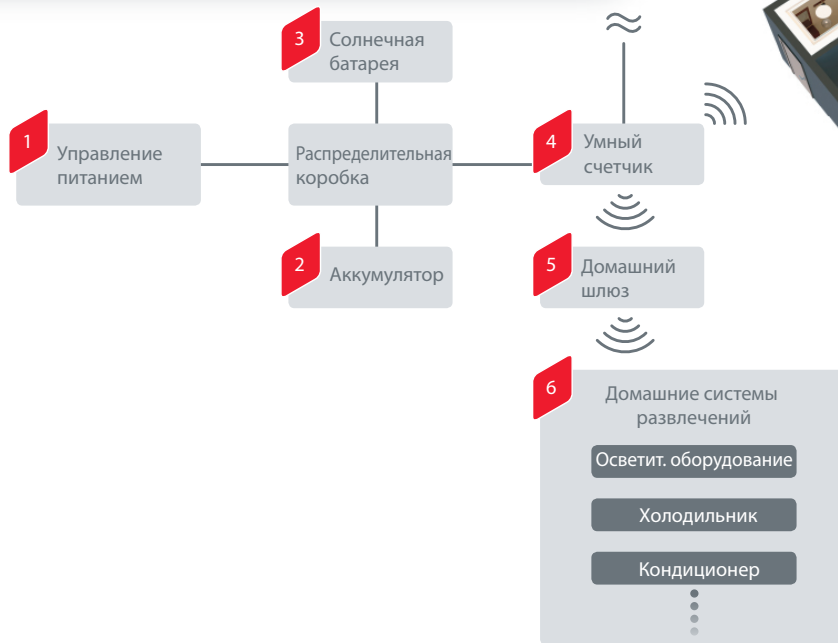 3
Солнечная
батарея
1
Управление
питанием
Распределительная
коробка
4
Умный
счетчик
2
Аккумулятор
5
Домашний
шлюз
6
Домашние системы
развлечений
Осветит. оборудование
Холодильник
Кондиционер